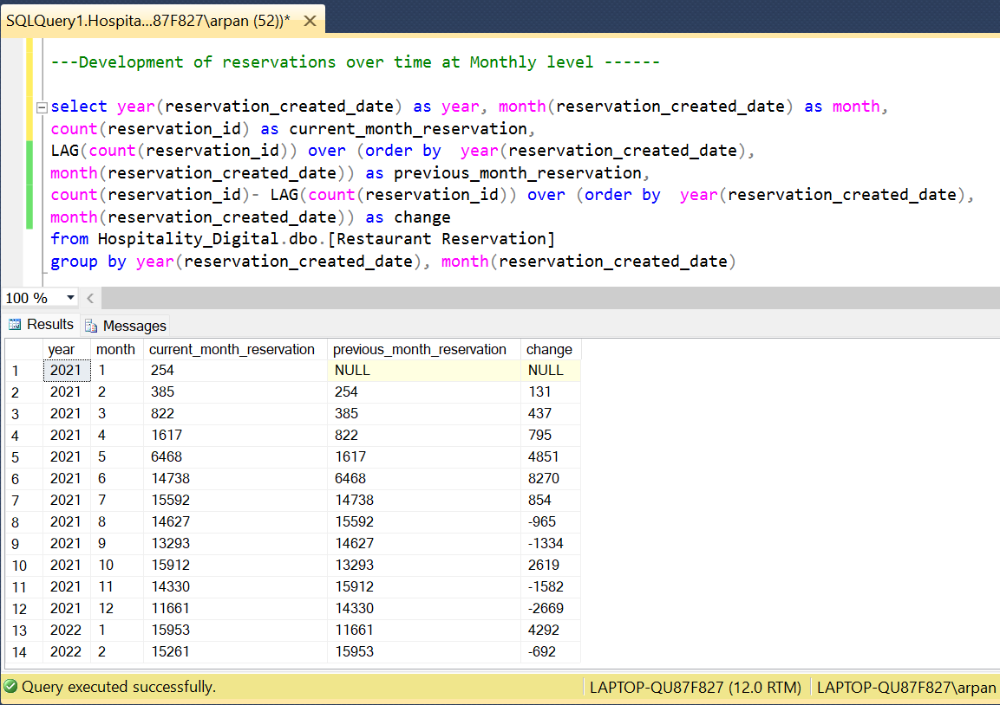 SQLQuery1.Hospita...87F827\arpan (52))*
---Development of reservations over time at Monthly level ------
select year(reservation_created_date) as year, month(reservation_created_date) as month,
count(reservation_id) as current_month_reservation,
LAG(count(reservation_id)) over (order by  year(reservation_created_date),
month(reservation_created_date)) as previous_month_reservation,
count(reservation_id)- LAG(count(reservation_id)) over (order by  year(reservation_created_date),
month(reservation_created_date)) as change
from Hospitality_Digital.dbo.[Restaurant Reservation]
group by year(reservation_created_date), month(reservation_created_date)
100 %
Results Messages
year month current_month_reservation previous_month_reservation change
1 2021 1 254 NULL NULL
2 2021 2 385 254 131
3 2021 3 822 385 437
4 2021 4 1617 822 795
5 2021 5 6468 1617 4851
6 2021 6 14738 6468 8270
7 2021 7 15592 14738 854
8 2021 8 14627 15592 -965
9 2021 9 13293 14627 -1334
10 2021 10 15912 13293 2619
11 2021 11 14330 15912 -1582
12 2021 12 11661 14330 -2669
13 2022 1 15953 11661 4292
14 2022 2 15261 15953 -692
Query executed successfully. LAPTOP-QU87F827 (12.0 RTM) LAPTOP-QU87F827\arpan